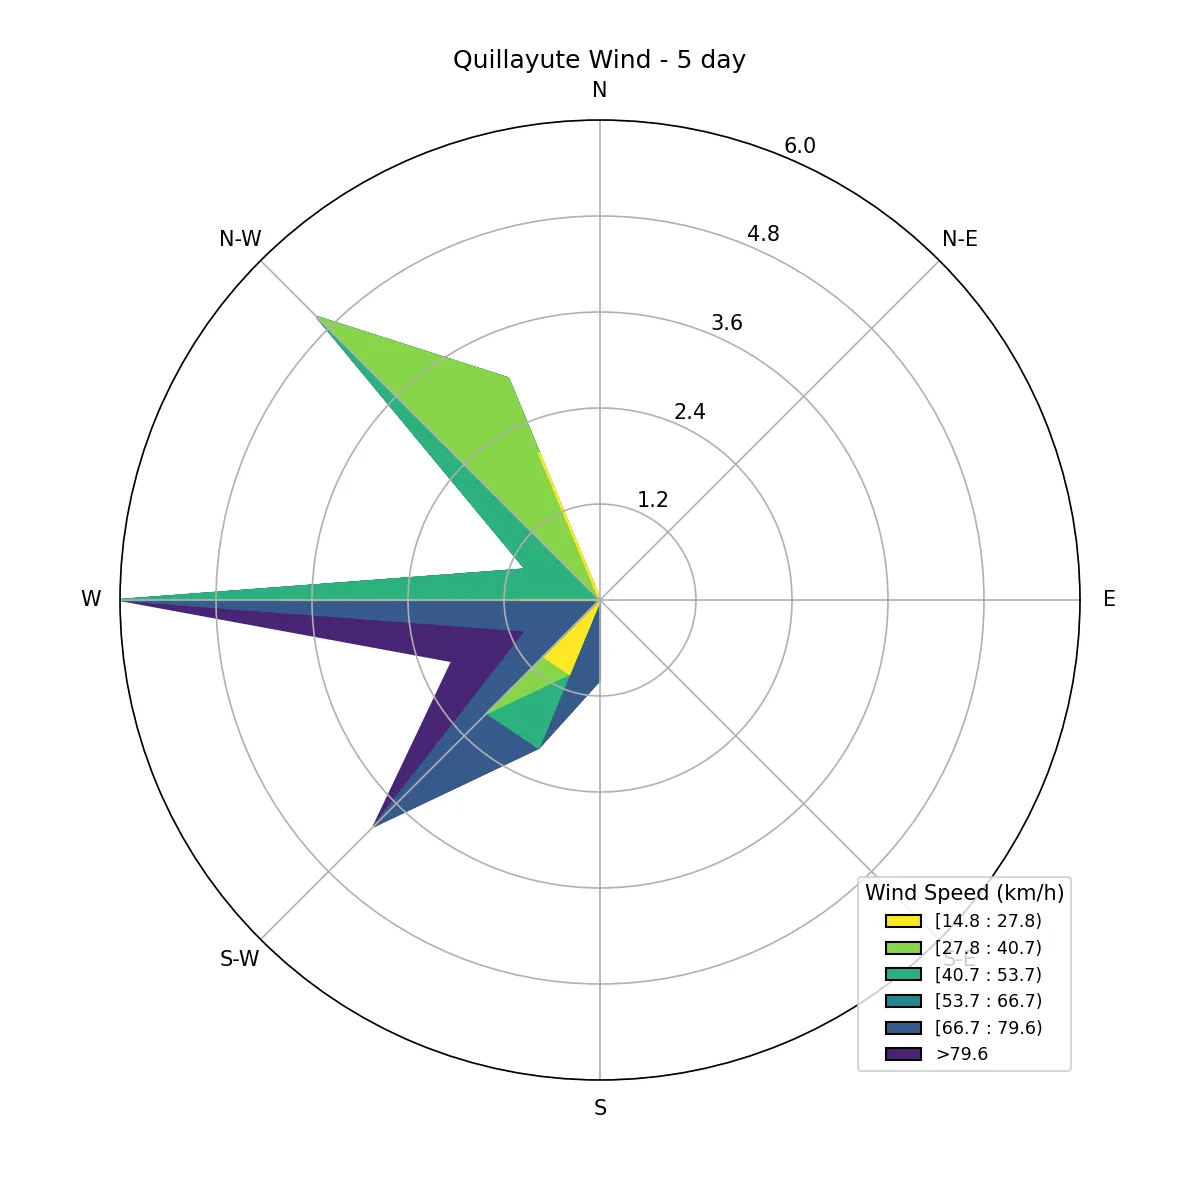 Quillayute Wind - 5 day
N
6.0
N-W
4.8
N-E
3.6
2.4
1.2
W
E
Wind Speed (km/h)
[14.8 : 27.8)
[27.8 : 40.7)
S-W
S-E
[40.7 : 53.7)
[53.7 : 66.7)
[66.7 : 79.6)
>79.6
S